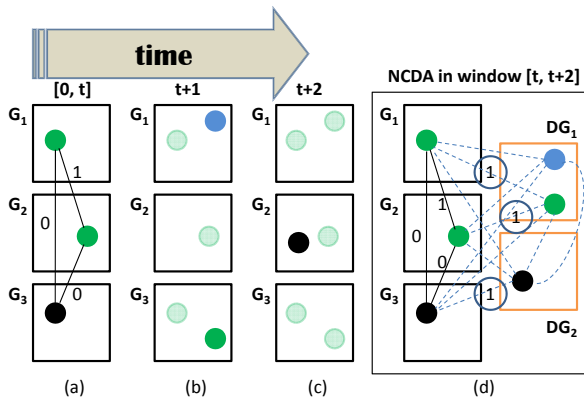 time
[0, t]
t+1
t+2
NCDA in window [t, t+2]
G1
G1
G1
G1
DG1
1
1
1
G2
G2
G2
G2
1
0
0
0
0
G3
G3
G3
G3
1
DG2
(a)
(b)
(c)
(d)